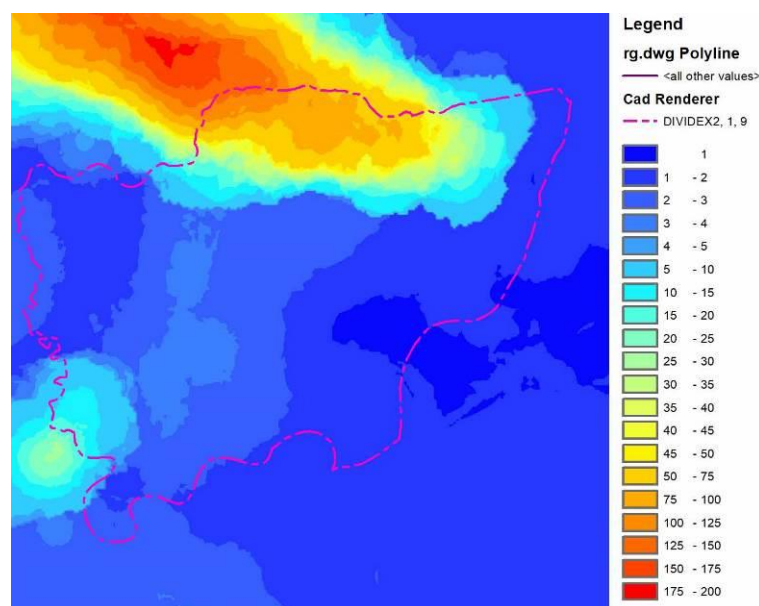 Legend
rg.dwg Polyline
<all other values>
Cad Renderer
DIVIDEX2, 1, 9
1
1 - 2
2 - 3
3 - 4
4 - 5
5 - 10
10 - 15
15 - 20
20 - 25
25 - 30
30 - 35
35 - 40
40 - 45
45 - 50
50 - 75
75 - 100
100 - 125
125 - 150
150 - 175
175 - 200